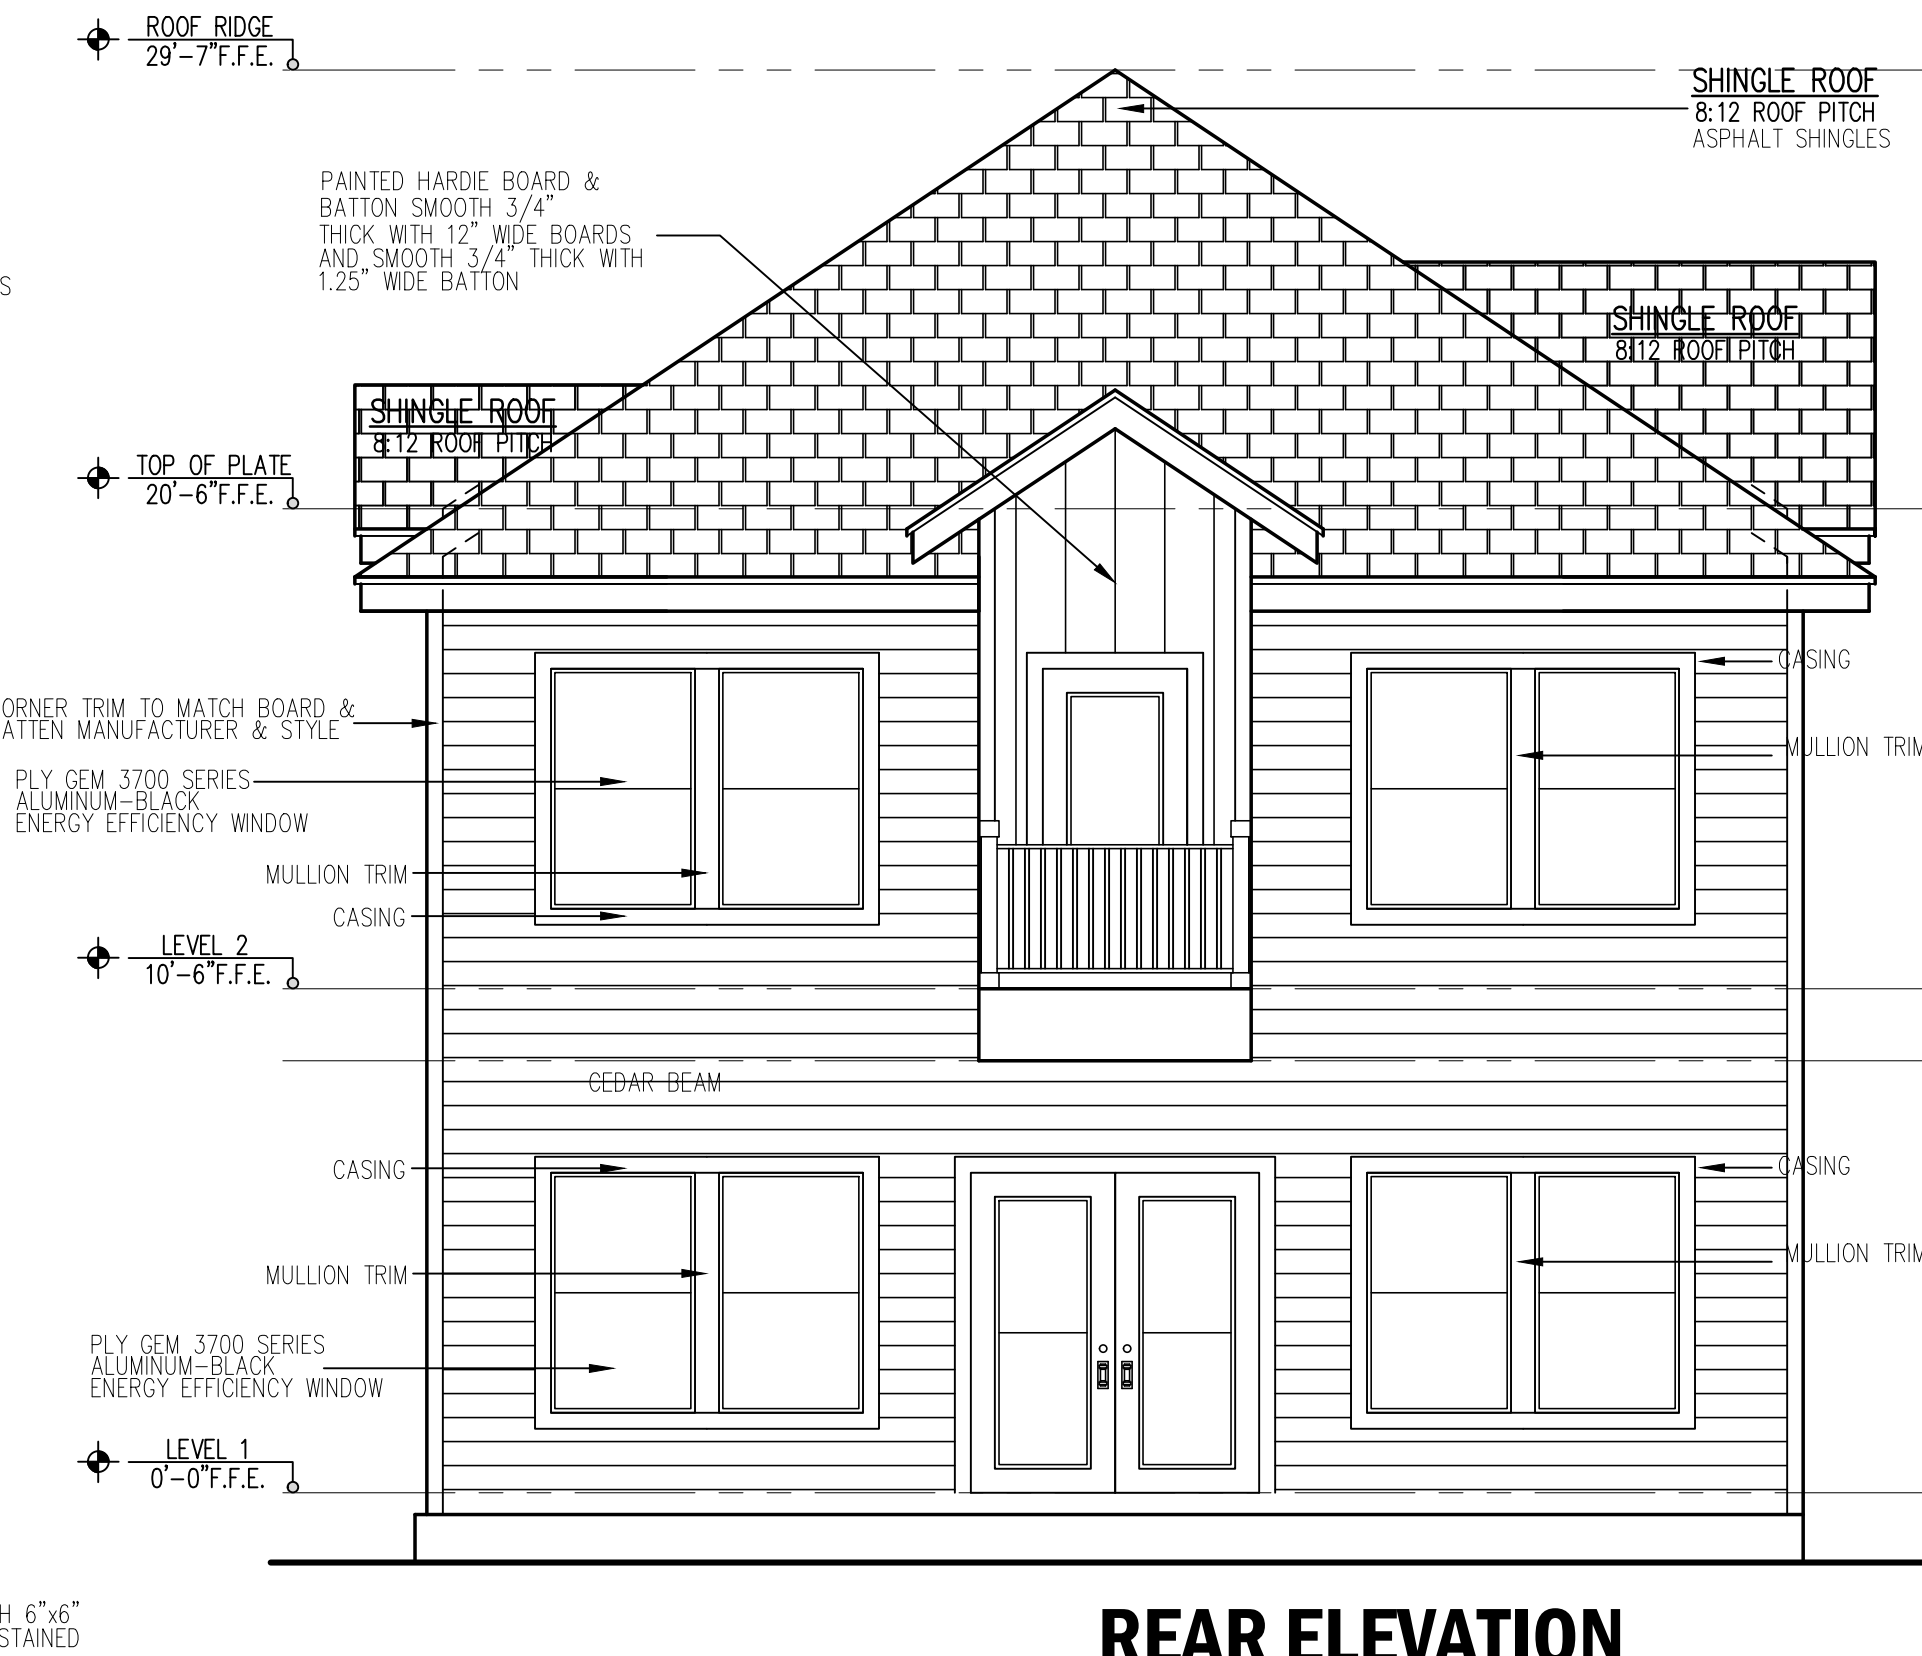 ROOF RIDGE
29'-7"F.F.E.
SHINGLE ROOF
8:12 ROOF PITCH
ASPHALT SHINGLES
PAINTED HARDIE BOARD &
BATTON SMOOTH 3/4"
THICK WITH 12" WIDE BOARDS
AND SMOOTH 3/4" THICK WITH
1.25" WIDE BATTON
S
SHINGLE ROOF
8:12 ROOF PITCH
SHINGLE ROOF
8:12 ROOF PITCH
TOP OF PLATE
20'-6"F.F.E.
CASING
ORNER TRIM TO MATCH BOARD &
ATTEN MANUFACTURER & STYLE
MULLION TRIM
PLY GEM 3700 SERIES
ALUMINUM-BLACK
ENERGY EFFICIENCY WINDOW
MULLION TRIM
CASING
LEVEL 2
10'-6"F.F.E.
CEDAR BEAM
CASING
CASING
MULLION TRIM
MULLION TRIM
PLY GEM 3700 SERIES
ALUMINUM-BLACK
ENERGY EFFICIENCY WINDOW
LEVEL 1
0'-0"F.F.E.
H 6"x6"
STAINED
REAR ELEVATION